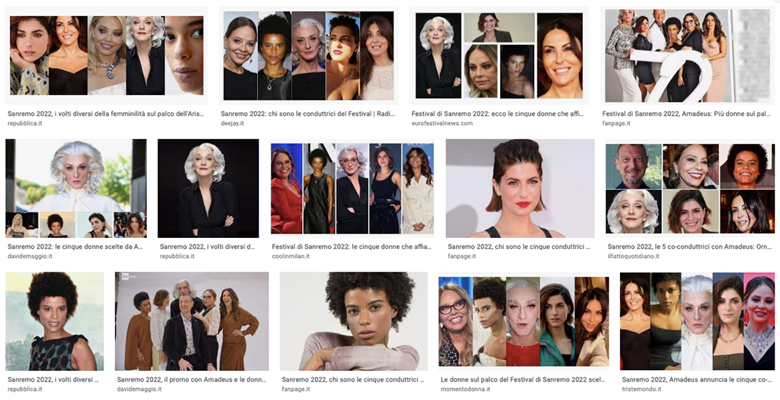 Sanremo 2022, i volti diversi della femminilità sul palco dell'Aris...
repubblica.it
Sanremo 2022: chi sono le conduttrici del Festival | Radi...
deejay.it
Festival di Sanremo 2022: ecco le cinque donne che affi...
eurofestivalnews.com
Festival di Sanremo 2022, Amadeus: Più donne sul pal...
fanpage.it
Sanremo 2022: le cinque donne scelte da A...
davidemaggio.it
Sanremo 2022, i volti diversi d...
repubblica.it
Festival di Sanremo 2022: le cinque donne che affia...
coolinmilan.it
Sanremo 2022, chi sono le cinque conduttrici ...
fanpage.it
Sanremo 2022, le 5 co-conduttrici con Amadeus: Orn...
ilfattoquotidiano.it
Sanremo 2022, i volti diversi ...
repubblica.it
Sanremo 2022, il promo con Amadeus e le donn...
davidemaggio.it
Sanremo 2022, chi sono le cinque conduttrici ...
fanpage.it
Le donne sul palco del Festival di Sanremo 2022 scel...
momentodonna.it
Sanremo 2022, Amadeus annuncia le cinque co-...
tristemondo.it